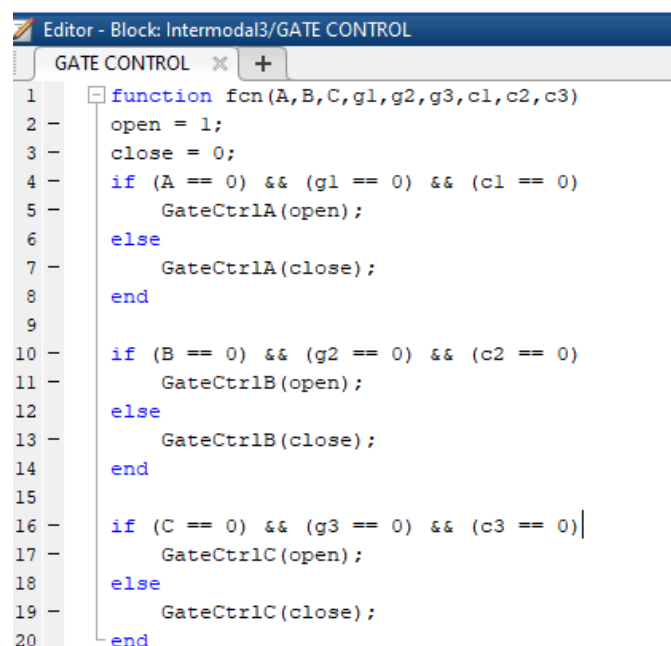 Editor - Block: Intermodal3/GATE CONTROL
GATE CONTROL × +
1 function fcn(A,B,C,g1,g2,g3,c1,c2,c3)
2 – open = 1;
3 – close = 0;
4 – if (A == 0) && (g1 == 0) && (c1 == 0)
5 – GateCtrlA(open);
6 else
7 – GateCtrlA(close);
8 end
9
10 – if (B == 0) && (g2 == 0) && (c2 == 0)
11 – GateCtrlB(open);
12 else
13 – GateCtrlB(close);
14 end
15
16 – if (C == 0) && (g3 == 0) && (c3 == 0)
17 – GateCtrlC(open);
18 else
19 – GateCtrlC(close);
20 end